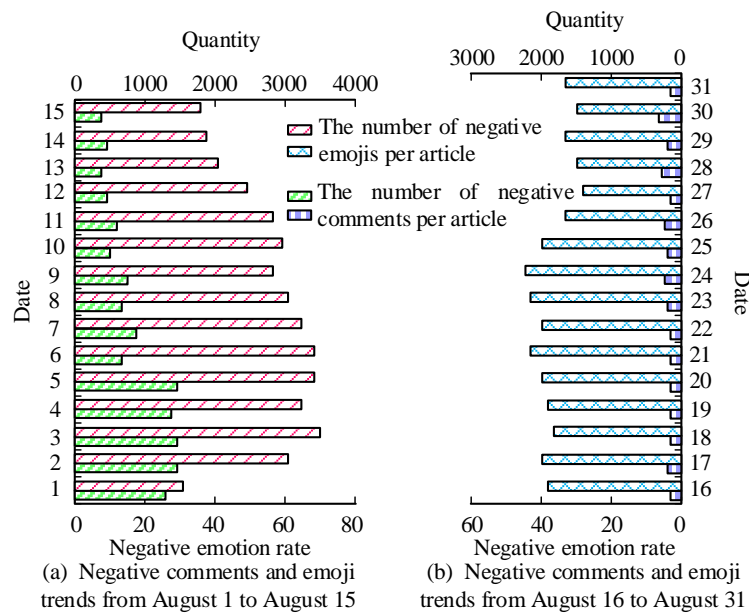 Quantity
0 1000 2000 3000 4000
15
14
13
12
11
10
9
8
7
6
5
4
3
2
1
Date
0 20 40 60 80
Negative emotion rate
(a) Negative comments and emoji
trends from August 1 to August 15
The number of negative
emojis per article
The number of negative
comments per article
Quantity
3000 2000 1000 0
31
30
29
28
27
26
25
24
23
22
21
20
19
18
17
16
Date
60 40 20 0
Negative emotion rate
(b) Negative comments and emoji
trends from August 16 to August 31